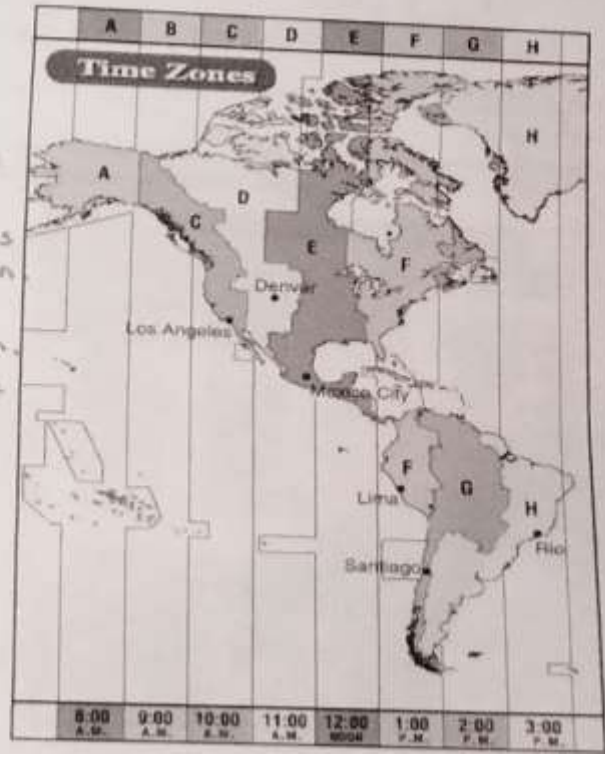 A B C D E F G H
Time Zones
H
A
D
C
E
F
Denver
Los Angeles
Mexico City
F
G
Lima
H
Rio
Santiago
8:00 9:00 10:00 11:00 12:00 1:00 2:00 3:00
A.M. A.M. A.M. A.M. NOON P.M. P.M. P.M.